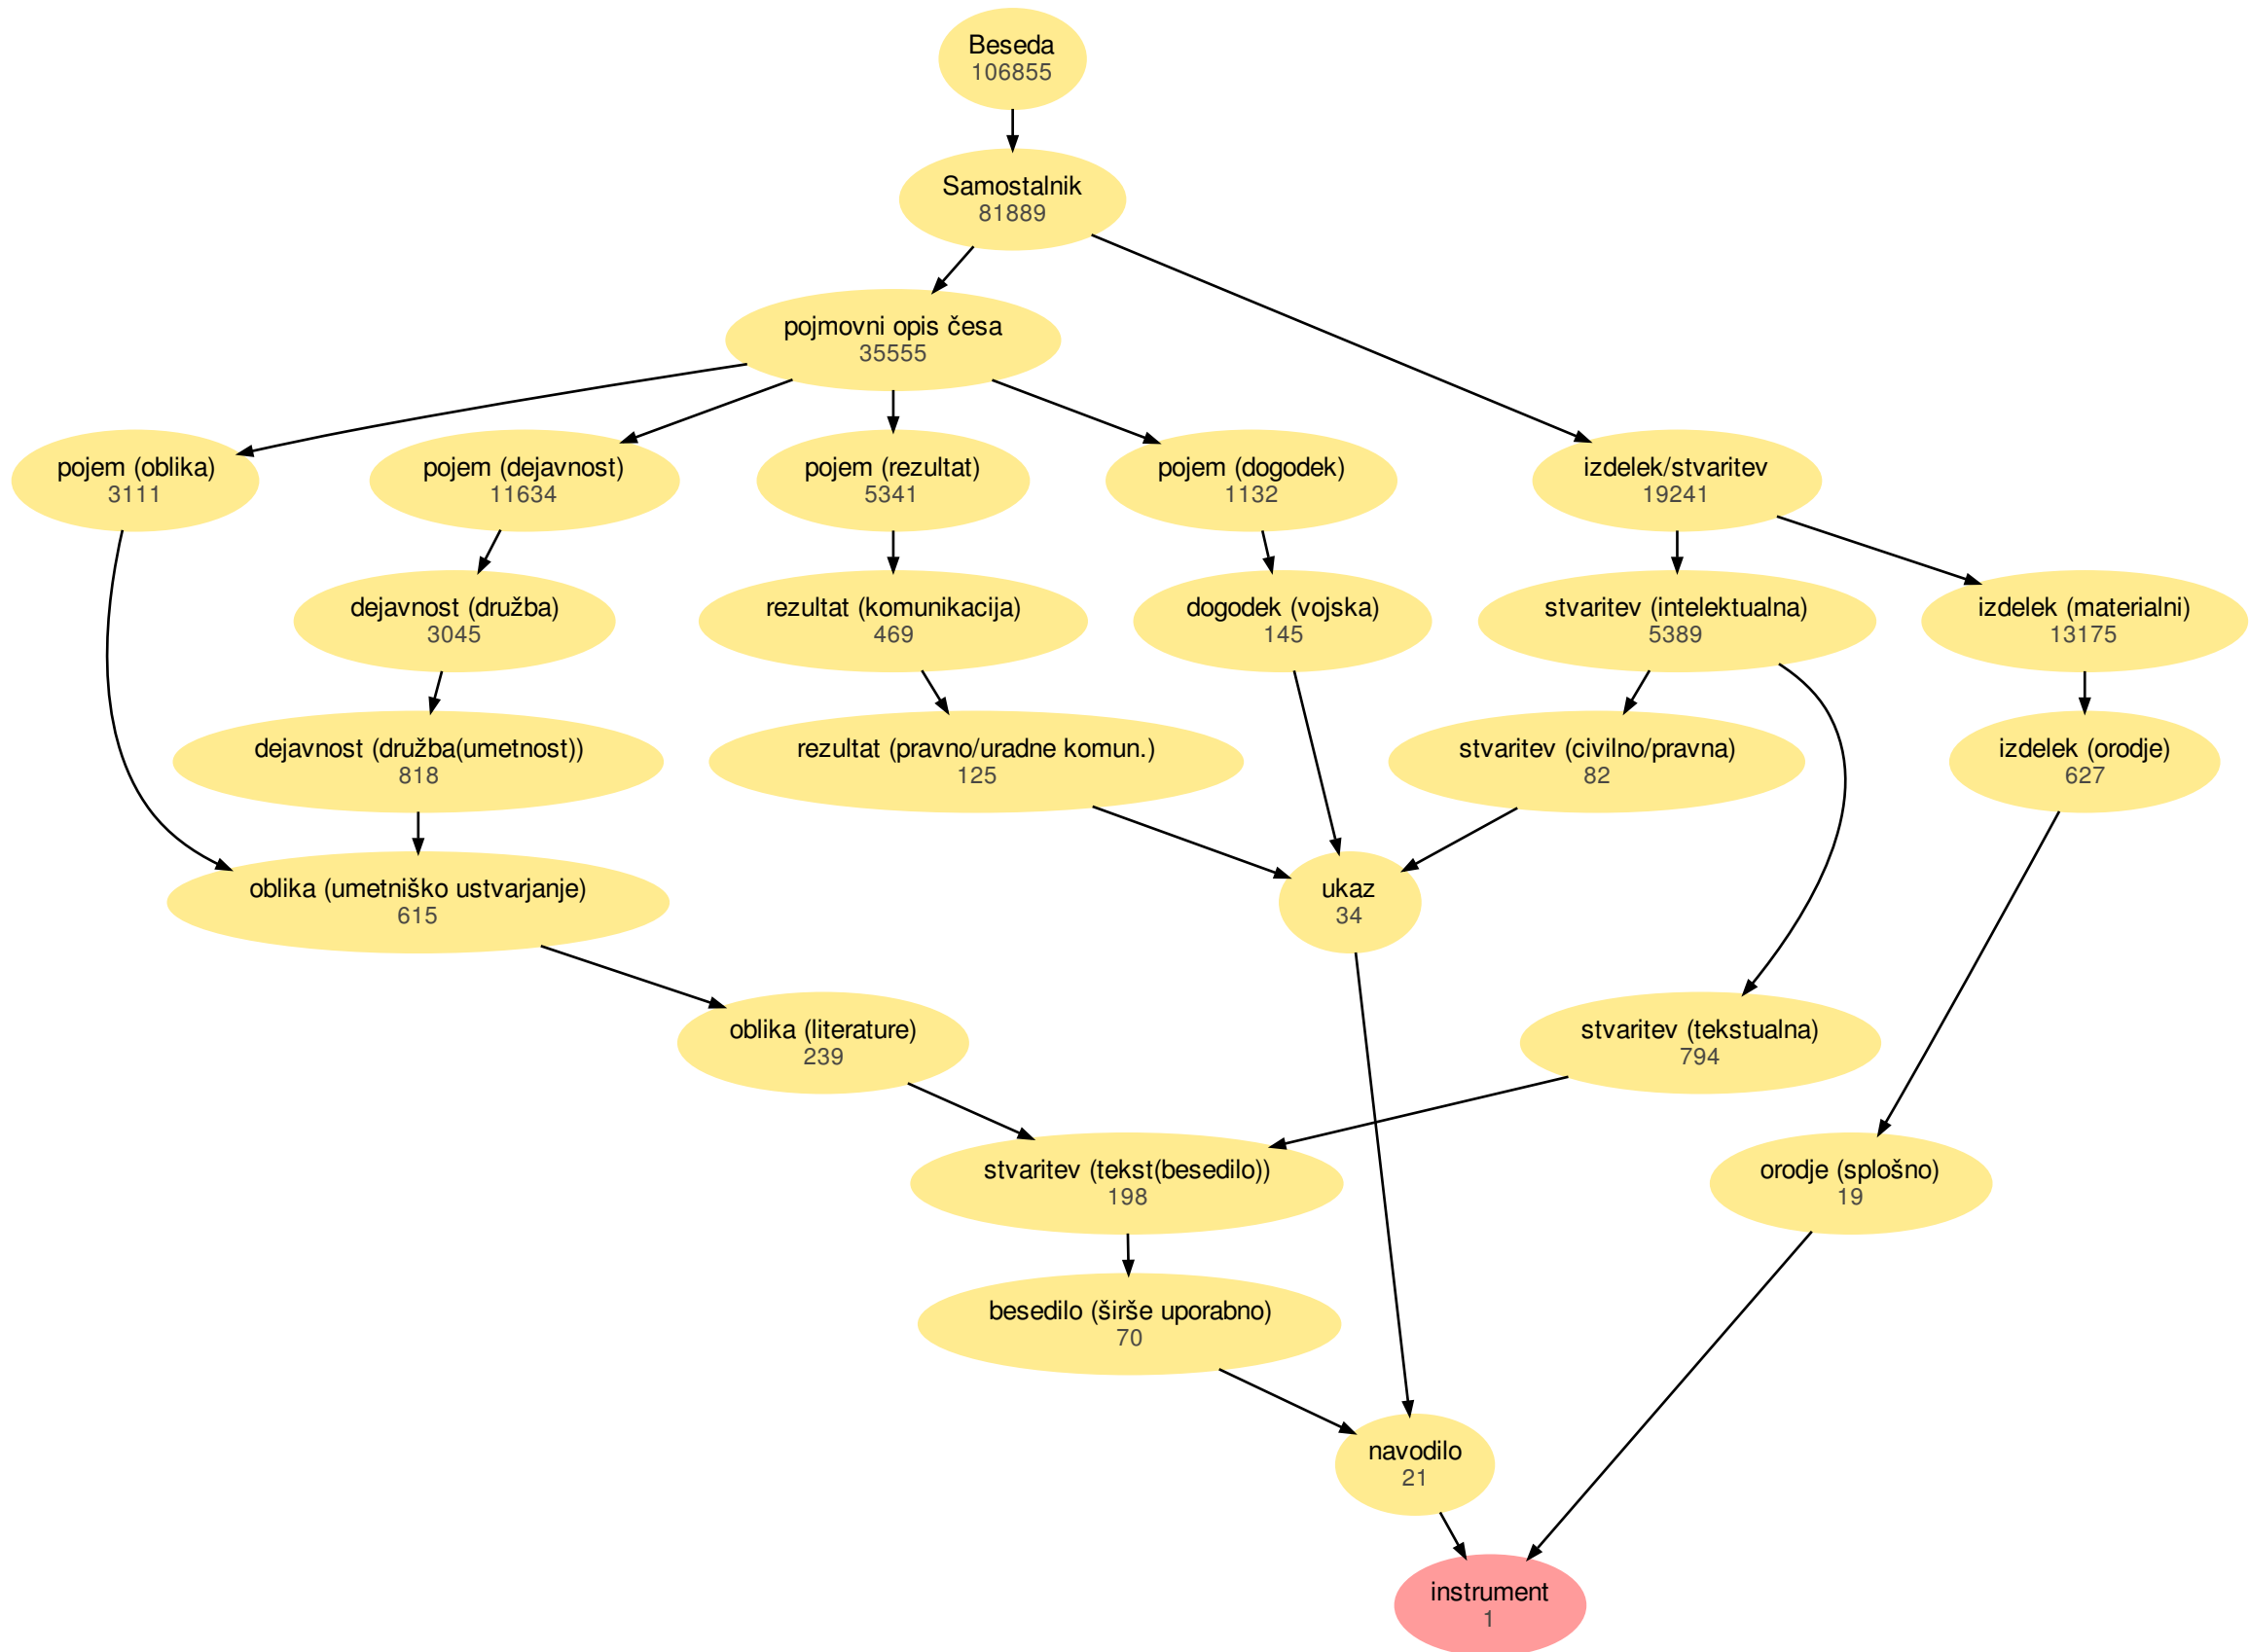 Beseda
106855
Samostalnik
81889
pojmovni opis česa
35555
pojem (oblika)
3111
pojem (dejavnost)
11634
pojem (rezultat)
5341
pojem (dogodek)
1132
izdelek/stvaritev
19241
dejavnost (družba)
3045
rezultat (komunikacija)
469
dogodek (vojska)
145
stvaritev (intelektualna)
5389
izdelek (materialni)
13175
dejavnost (družba(umetnost))
818
rezultat (pravno/uradne komun.)
125
stvaritev (civilno/pravna)
82
izdelek (orodje)
627
oblika (umetniško ustvarjanje)
615
ukaz
34
oblika (literature)
239
stvaritev (tekstualna)
794
stvaritev (tekst(besedilo))
198
orodje (splošno)
19
besedilo (širše uporabno)
70
navodilo
21
instrument
1